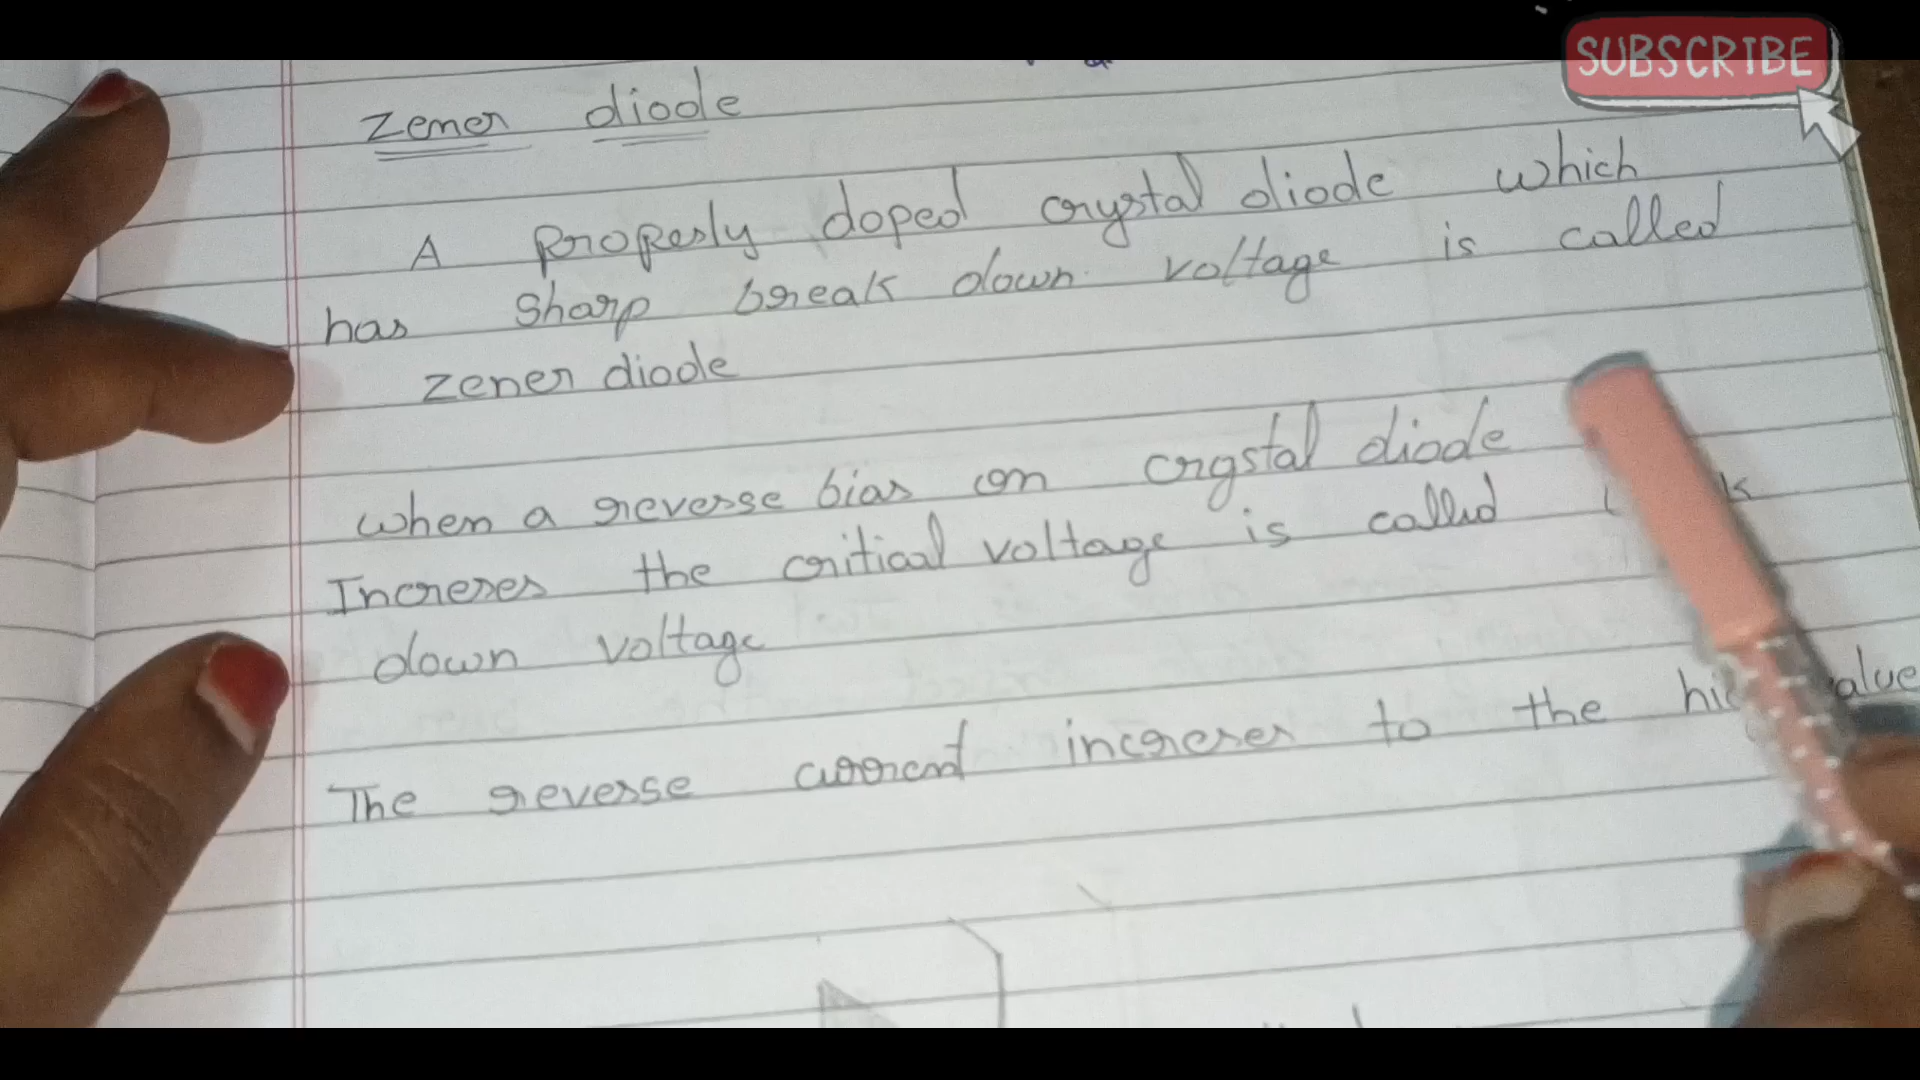 SUBSCRIBE
Zener diode
A Properly doped crystal diode which
has Sharp break down voltage is called
zener diode
When a reverse bias on crystal diode
Increses the critical voltage is called
down voltage
The reverse current increses to the